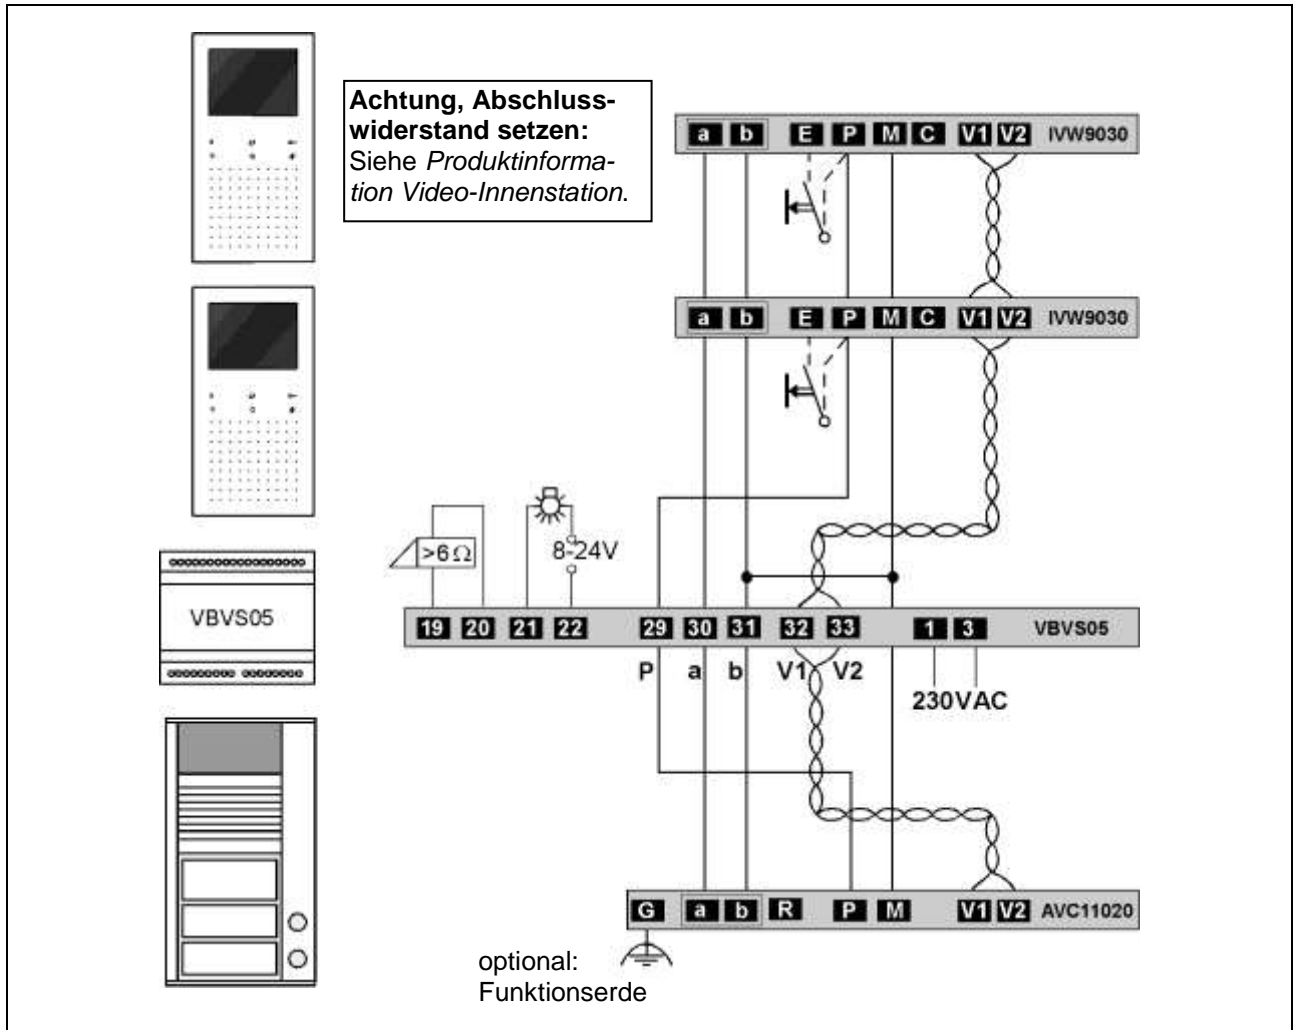 Achtung, Abschluss-
widerstand setzen:
Siehe Produktinforma-
tion Video-Innenstation.
a b E P M C V1 V2 IVW9030
a b E P M C V1 V2 IVW9030
>6 Ω
8-24V
VBVS05
19 20 21 22 29 30 31 32 33 1 3 VBVS05
P a b V1 V2
230VAC
G a b R P M V1 V2 AVC11020
optional:
Funktionserde